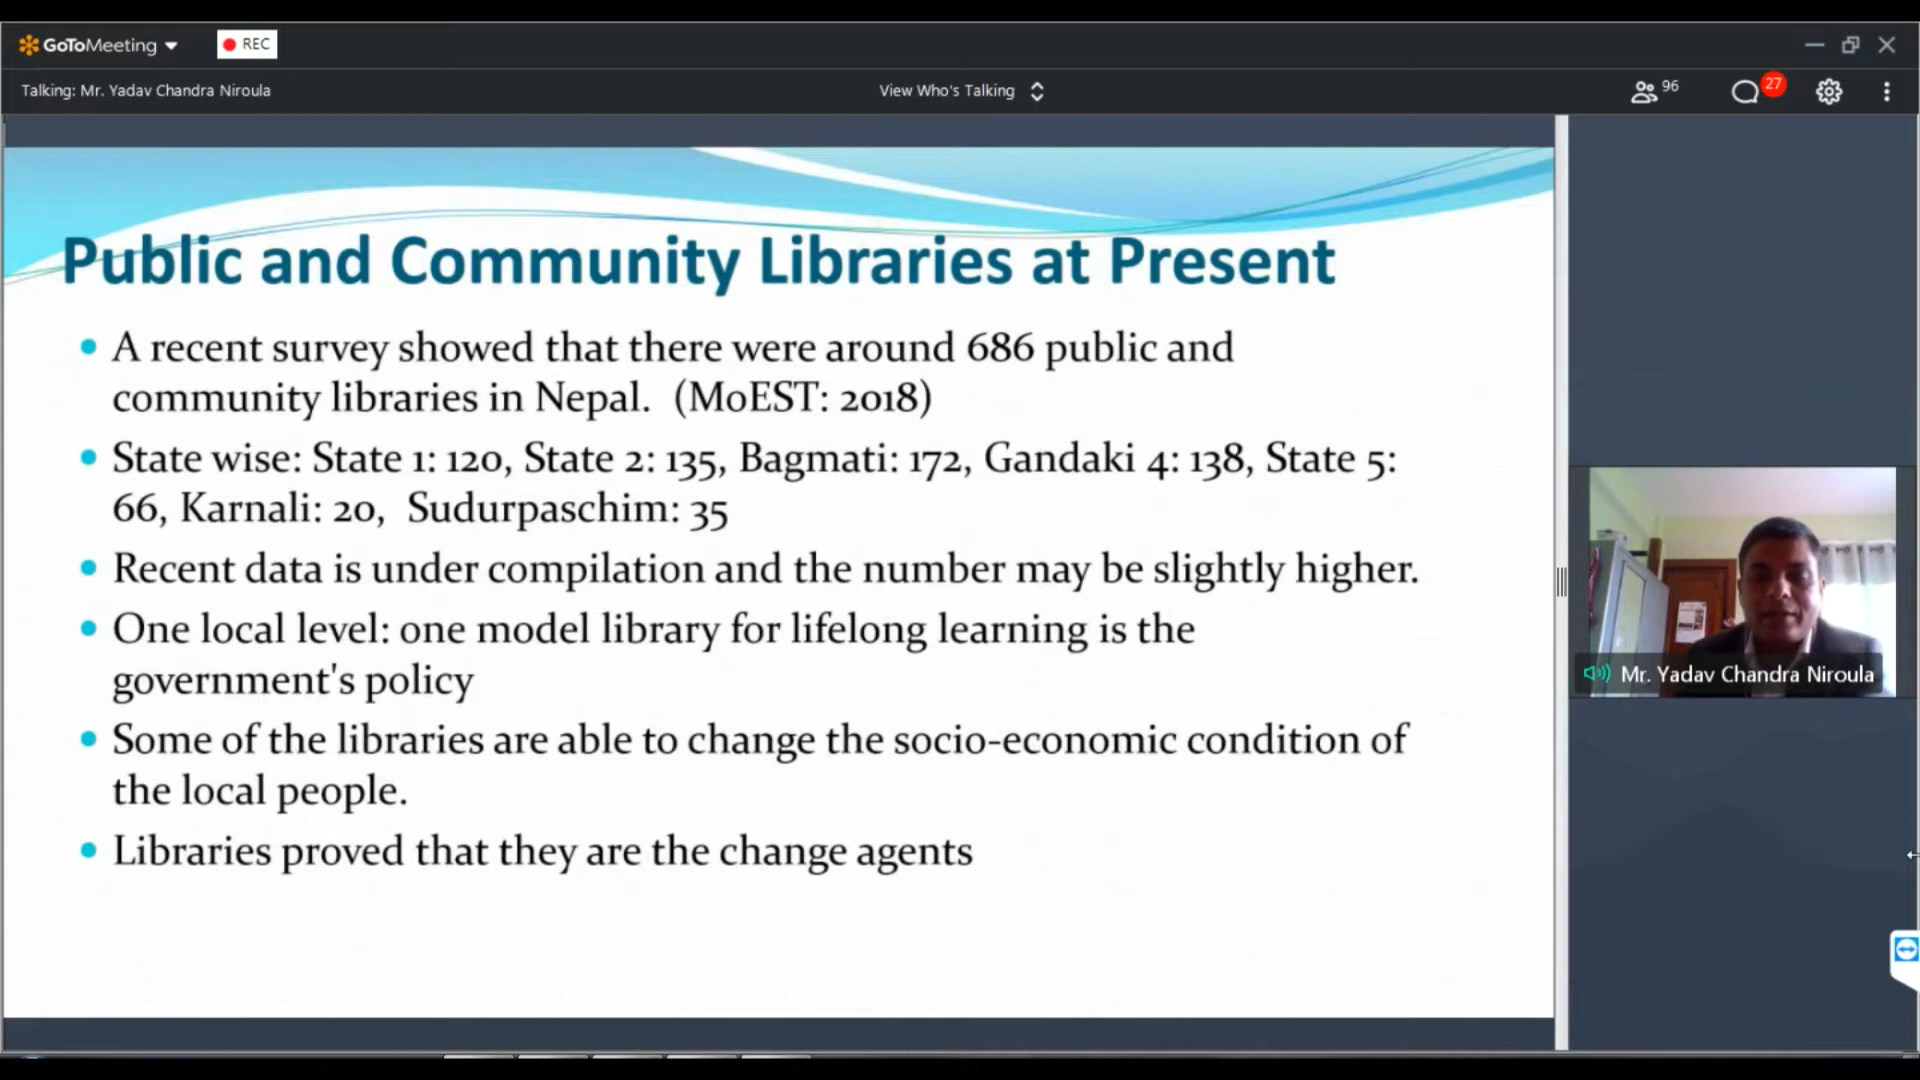 GoToMeeting
REC
Talking: Mr. Yadav Chandra Niroula
View Who's Talking
96
27
Public and Community Libraries at Present
A recent survey showed that there were around 686 public and
community libraries in Nepal. (MoEST: 2018)
State wise: State 1: 120, State 2: 135, Bagmati: 172, Gandaki 4: 138, State 5:
66, Karnali: 20, Sudurpaschim: 35
Recent data is under compilation and the number may be slightly higher.
One local level: one model library for lifelong learning is the
government's policy
Some of the libraries are able to change the socio-economic condition of
the local people.
Libraries proved that they are the change agents
Mr. Yadav Chandra Niroula